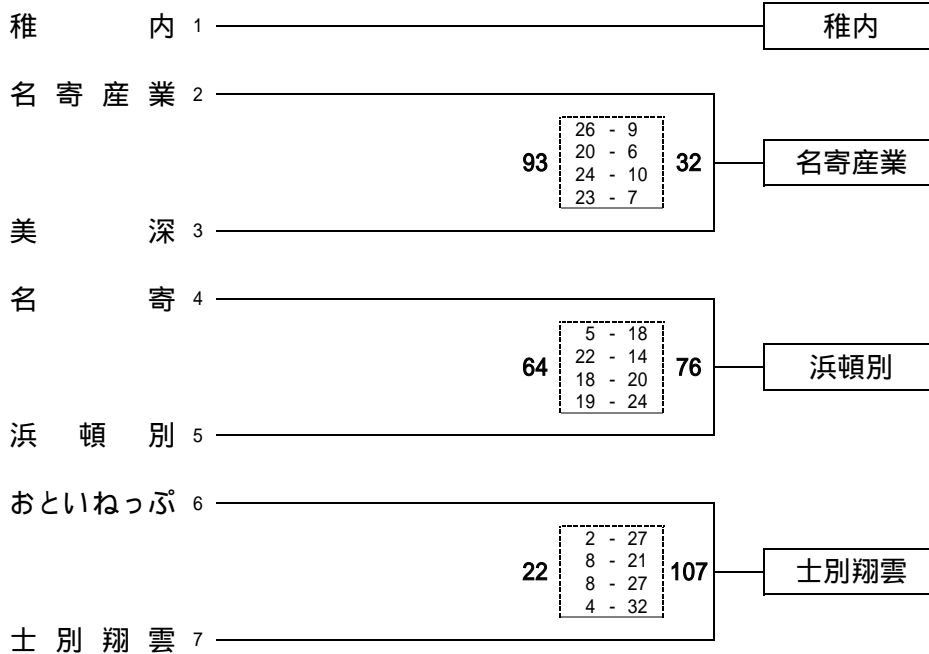 稚内 1 稚内
名寄産業 2
26 - 9
93 20 - 6 32 名寄産業
24 - 10
23 - 7
美深 3
名寄 4
5 - 18
64 22 - 14 76 浜頓別
18 - 20
19 - 24
浜頓別 5
おといねっぷ 6
2 - 27
22 8 - 21 107 士別翔雲
8 - 27
4 - 32
士別翔雲 7